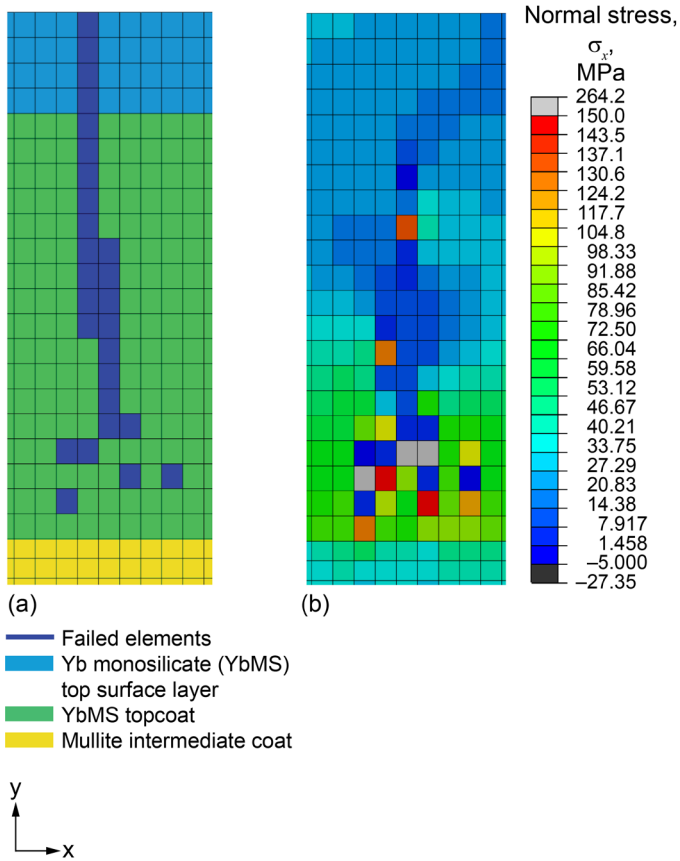 Normal stress,
σx,
MPa
264.2
150.0
143.5
137.1
130.6
124.2
117.7
104.8
98.33
91.88
85.42
78.96
72.50
66.04
59.58
53.12
46.67
40.21
33.75
27.29
20.83
14.38
7.917
1.458
–5.000
–27.35
(a)
(b)
Failed elements
Yb monosilicate (YbMS)
top surface layer
YbMS topcoat
Mullite intermediate coat
y
x